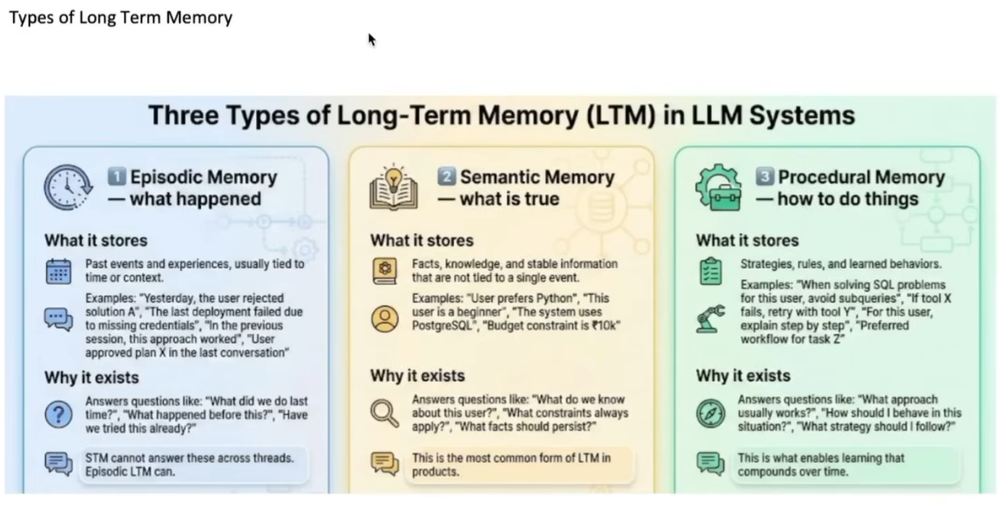 Types of Long Term Memory
Three Types of Long-Term Memory (LTM) in LLM Systems
1 Episodic Memory
— what happened
What it stores
Past events and experiences, usually tied to
time or context.
Examples: "Yesterday, the user rejected
solution A", "The last deployment failed due
to missing credentials", "In the previous
session, this approach worked", "User
approved plan X in the last conversation"
Why it exists
Answers questions like: "What did we do last
time?", "What happened before this?", "Have
we tried this already?"
STM cannot answer these across threads.
Episodic LTM can.
2 Semantic Memory
— what is true
What it stores
Facts, knowledge, and stable information
that are not tied to a single event.
Examples: "User prefers Python", "This
user is a beginner", "The system uses
PostgreSQL", "Budget constraint is ₹10k"
Why it exists
Answers questions like: "What do we know
about this user?", "What constraints always
apply?", "What facts should persist?"
This is the most common form of LTM in
products.
3 Procedural Memory
— how to do things
What it stores
Strategies, rules, and learned behaviors.
Examples: "When solving SQL problems
for this user, avoid subqueries", "If tool X
fails, retry with tool Y", "For this user,
explain step by step", "Preferred
workflow for task Z"
Why it exists
Answers questions like: "What approach
usually works?", "How should I behave in this
situation?", "What strategy should I follow?"
This is what enables learning that
compounds over time.